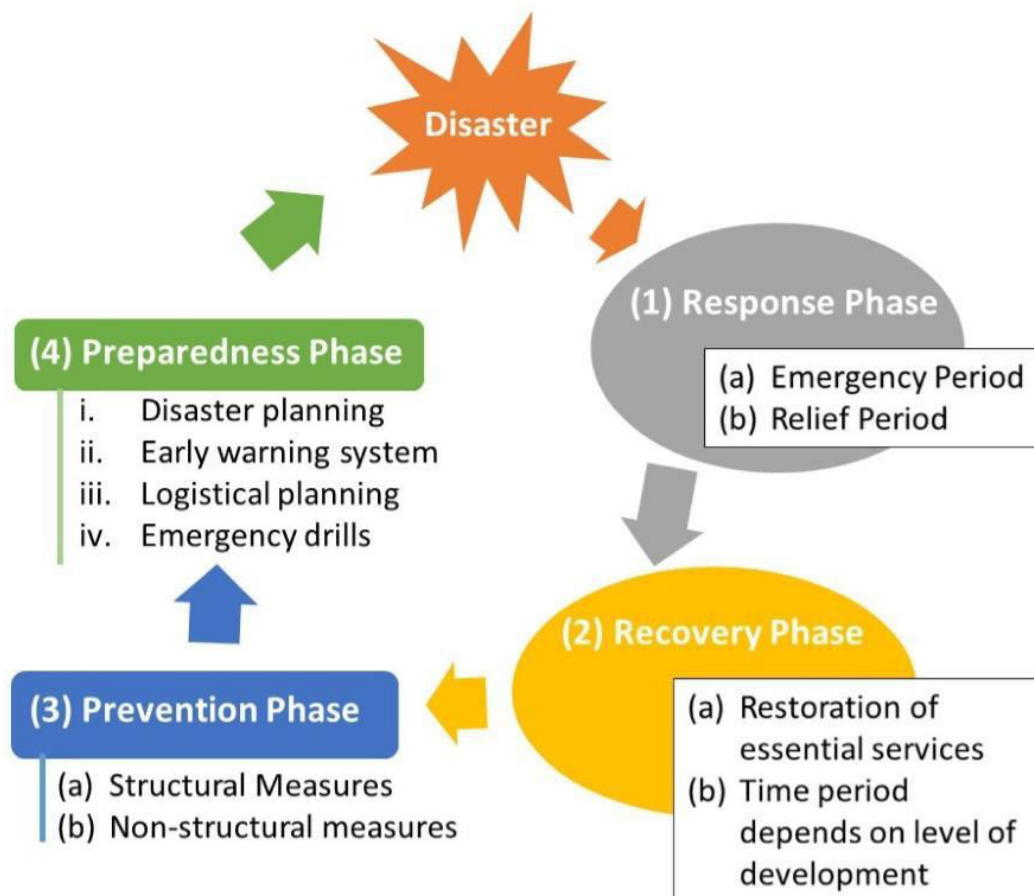 Disaster
(1) Response Phase
(a) Emergency Period
(b) Relief Period
(2) Recovery Phase
(a) Restoration of
essential services
(b) Time period
depends on level of
development
(3) Prevention Phase
(a) Structural Measures
(b) Non-structural measures
(4) Preparedness Phase
i. Disaster planning
ii. Early warning system
iii. Logistical planning
iv. Emergency drills